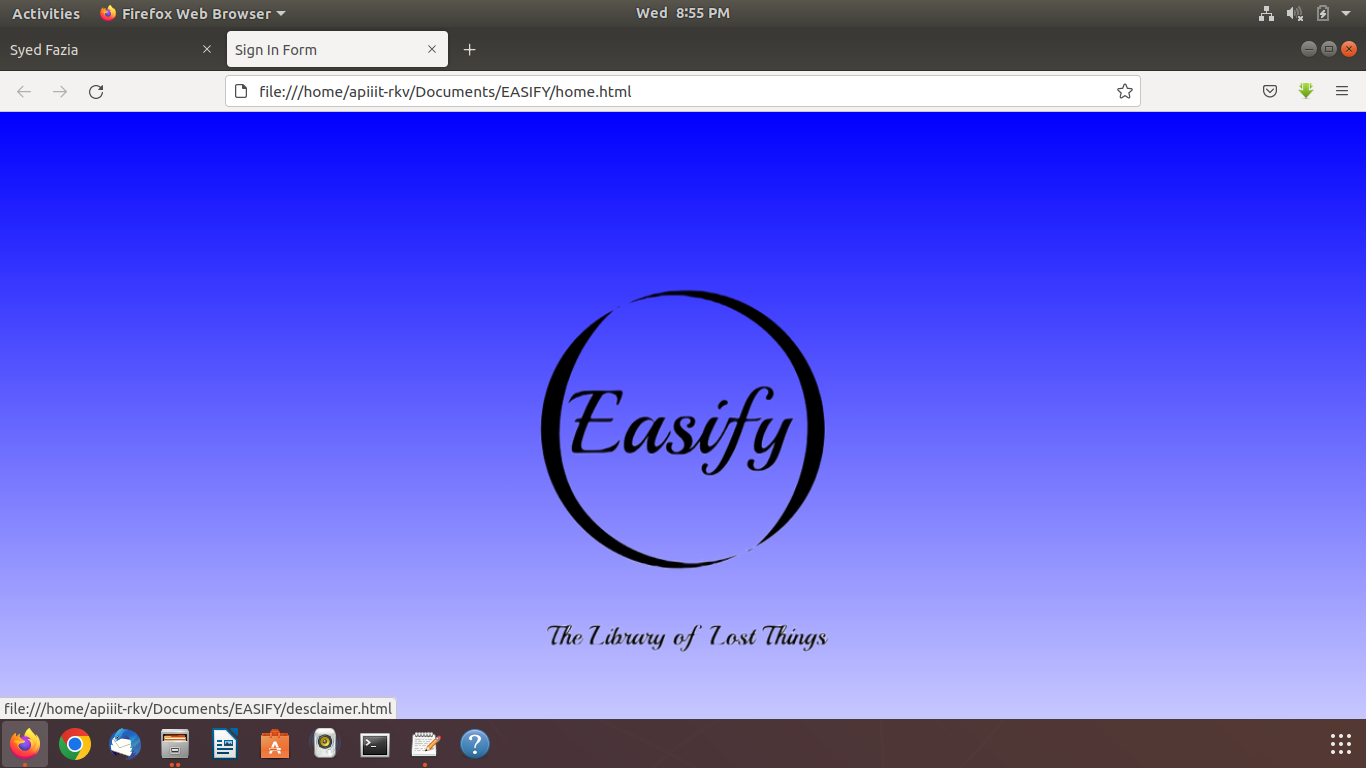 Activities
Firefox Web Browser
Wed 8:55 PM
Syed Fazia
Sign In Form
file:///home/apiiit-rkv/Documents/EASIFY/home.html
Easify
The Library of Lost Things
file:///home/apiiit-rkv/Documents/EASIFY/desclaimer.html